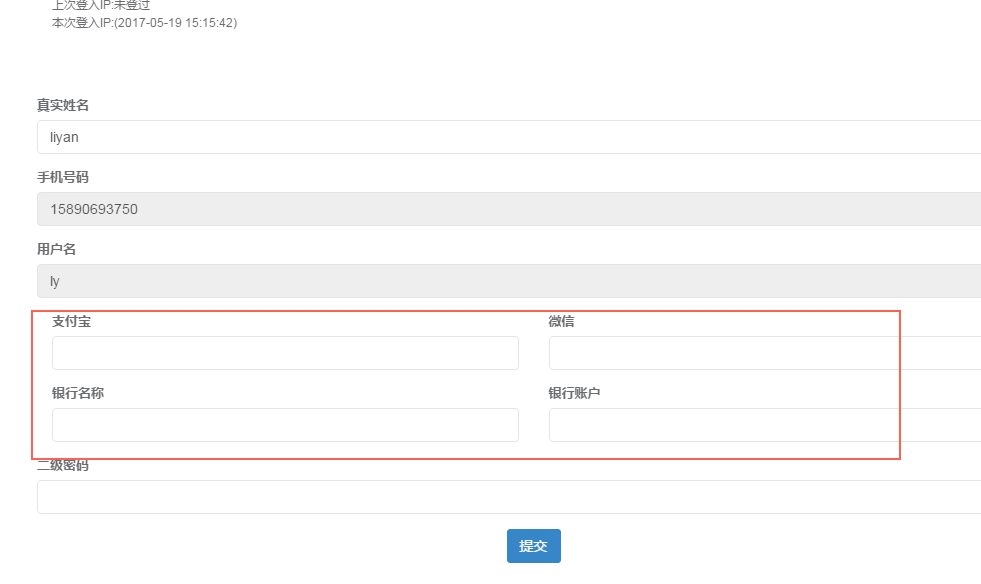 上次登入IP:未登过
本次登入IP:(2017-05-19 15:15:42)
真实姓名
liyan
手机号码
15890693750
用户名
ly
支付宝 微信
银行名称 银行账户
二级密码
提交